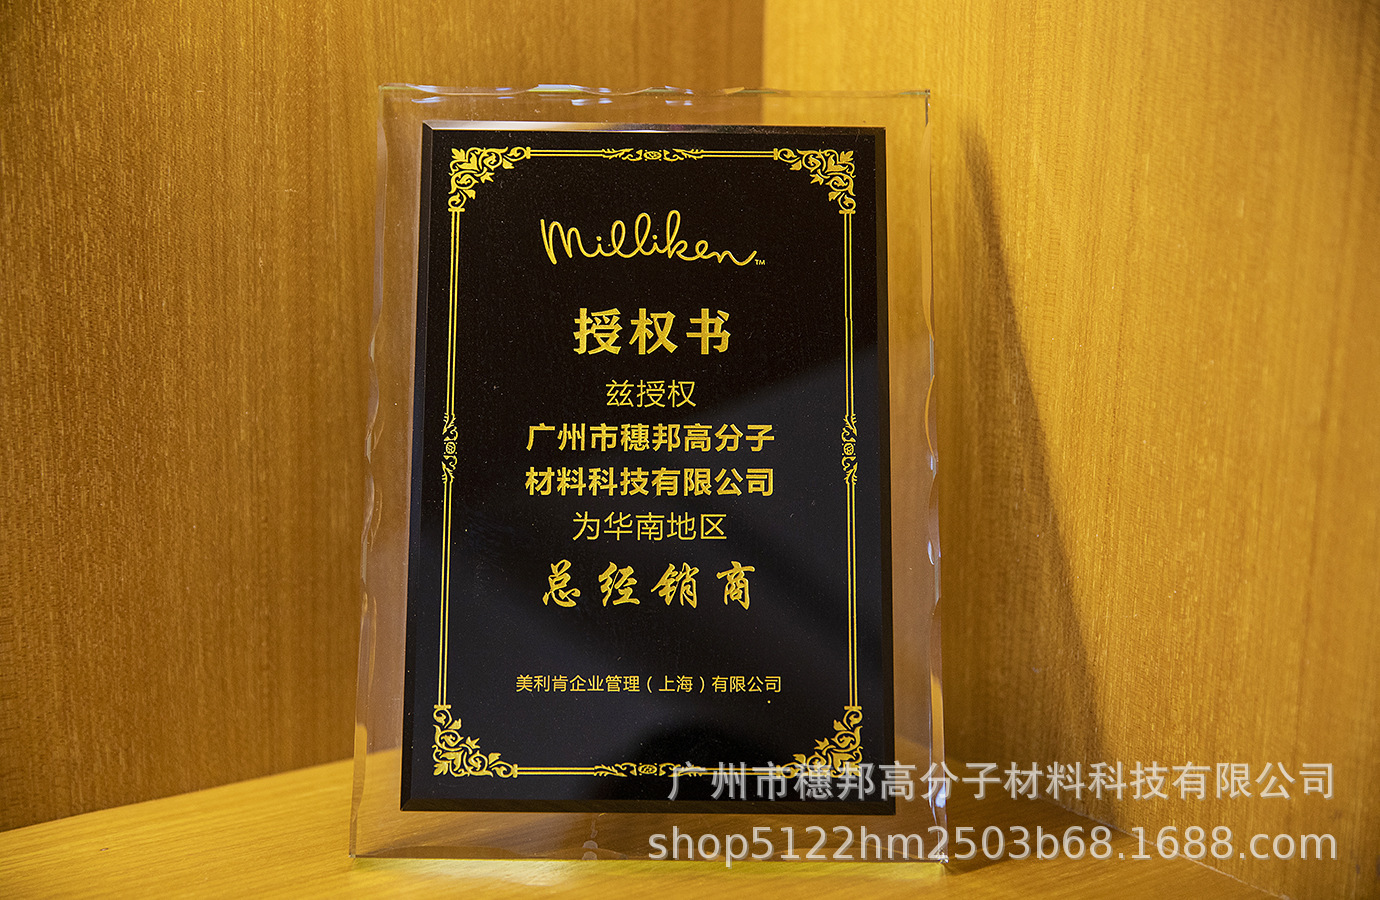 Milliken™
授权书
兹授权
广州市穗邦高分子
材料科技有限公司
为华南地区
总经销商
美利肯企业管理（上海）有限公司
广州市穗邦高分子材料科技有限公司
shop5122hm2503b68.1688.com